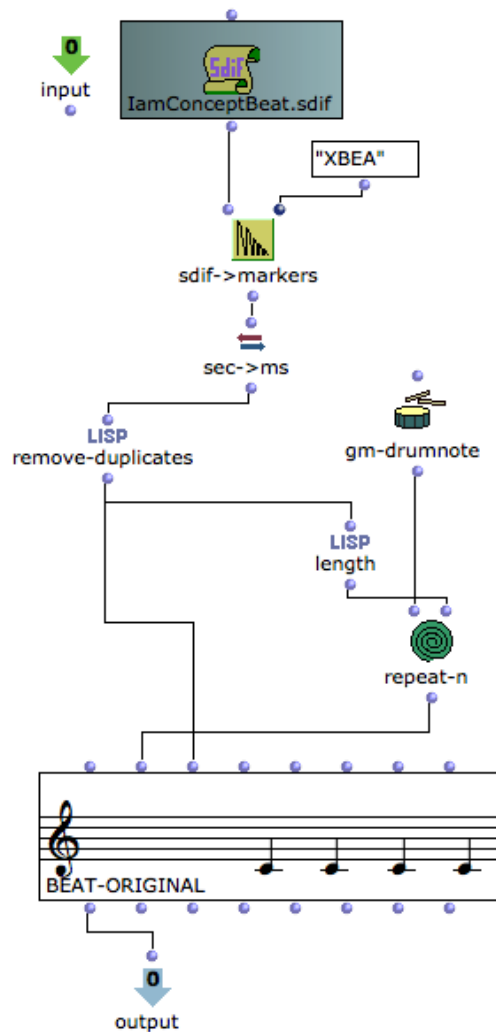 0
input
Sdif
IamConceptBeat.sdif
"XBEA"
sdif->markers
sec->ms
LISP
remove-duplicates
gm-drumnote
LISP
length
repeat-n
BEAT-ORIGINAL
0
output